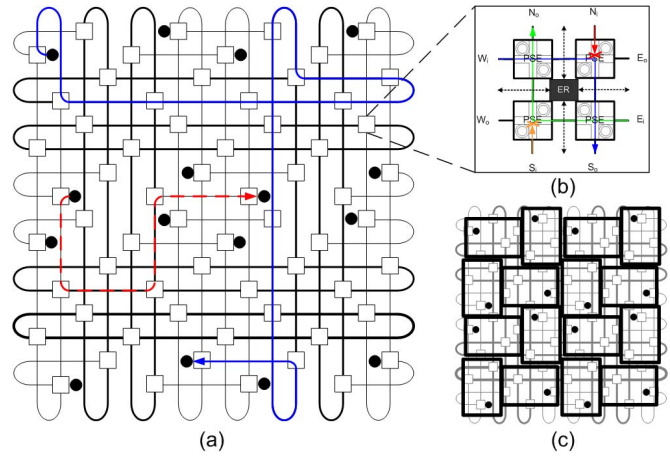 N_o N_i
W_i PSE PSE E_o
ER
W_o PSE PSE E_i
S_i S_o
(b)
(a)
(c)